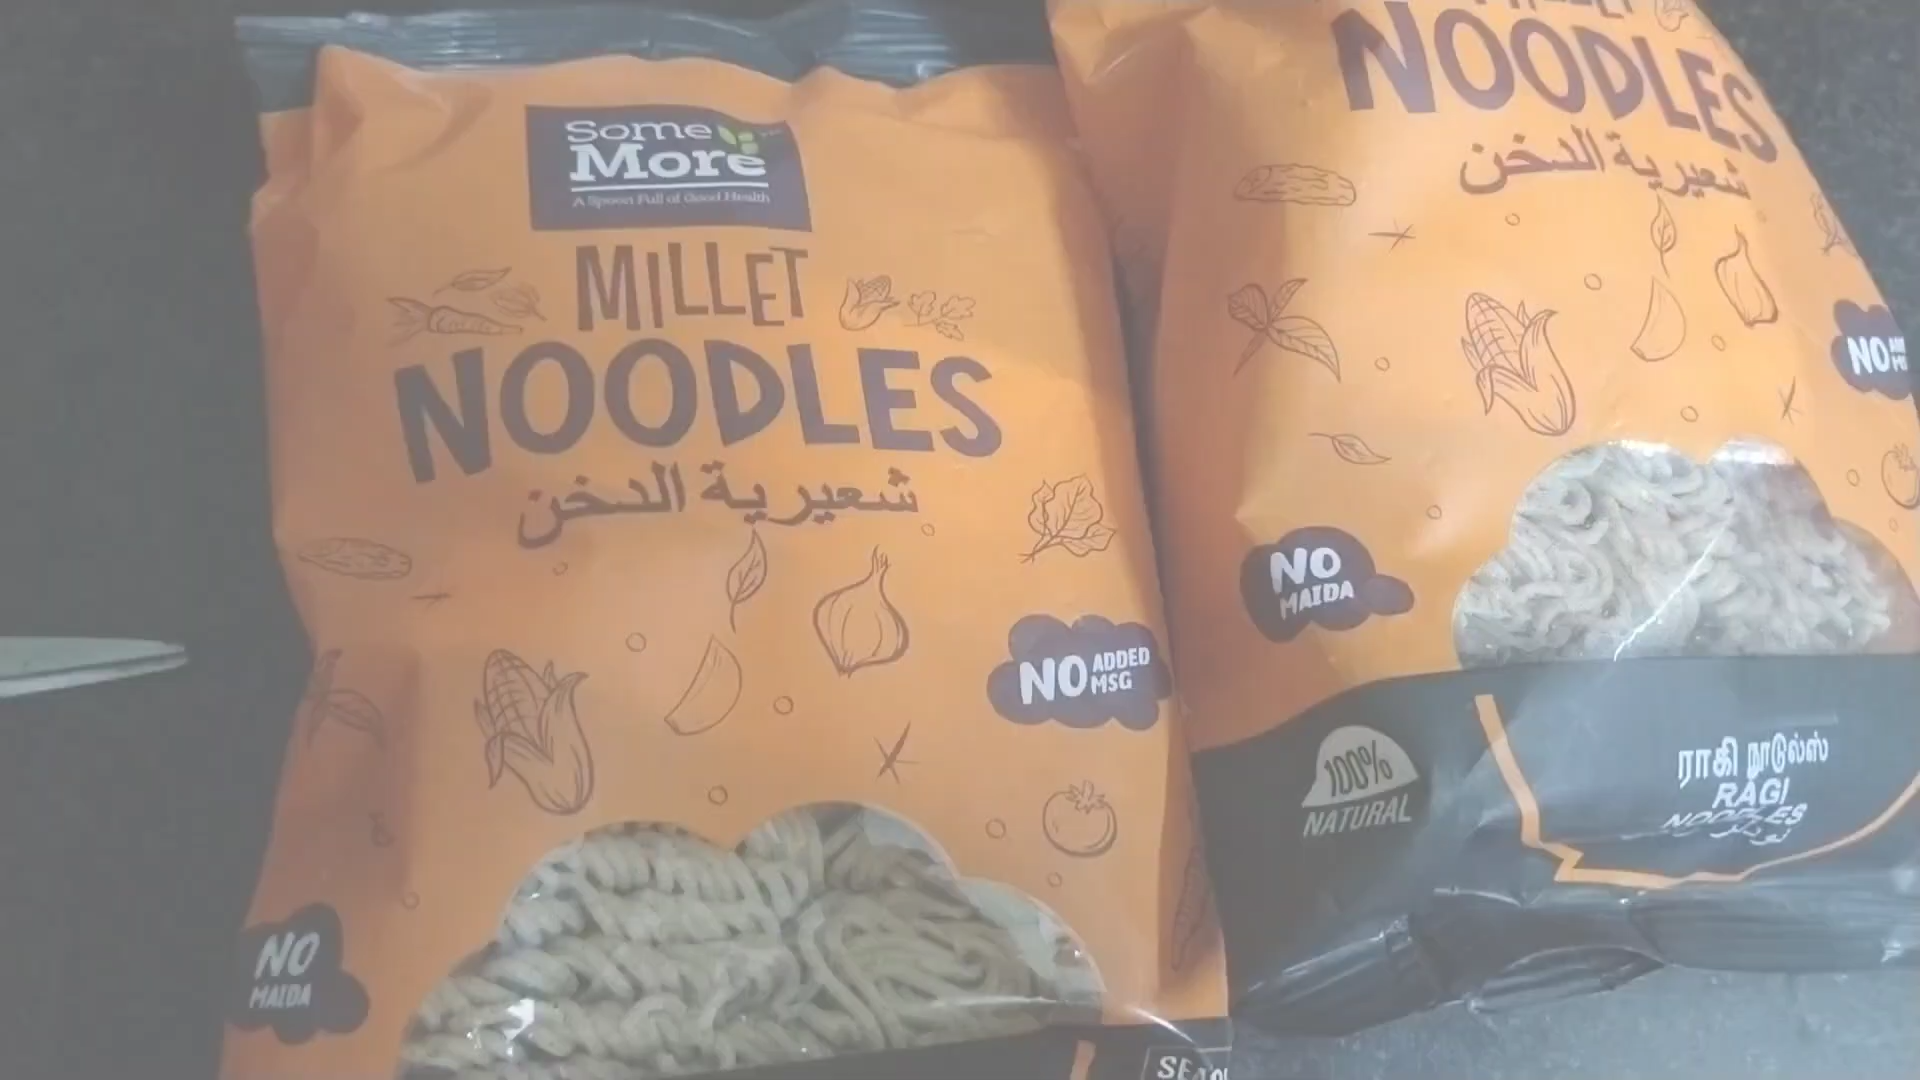 Some
More
A Spoon Full of Good Health
MILLET
NOODLES
شعيرية الدخن
NO ADDED
MSG
NO
MAIDA
NOODLES
شعيرية الدخن
NO
NO
MAIDA
100%
NATURAL
ராகி நூடுல்ஸ்
RAGI
NOODLES